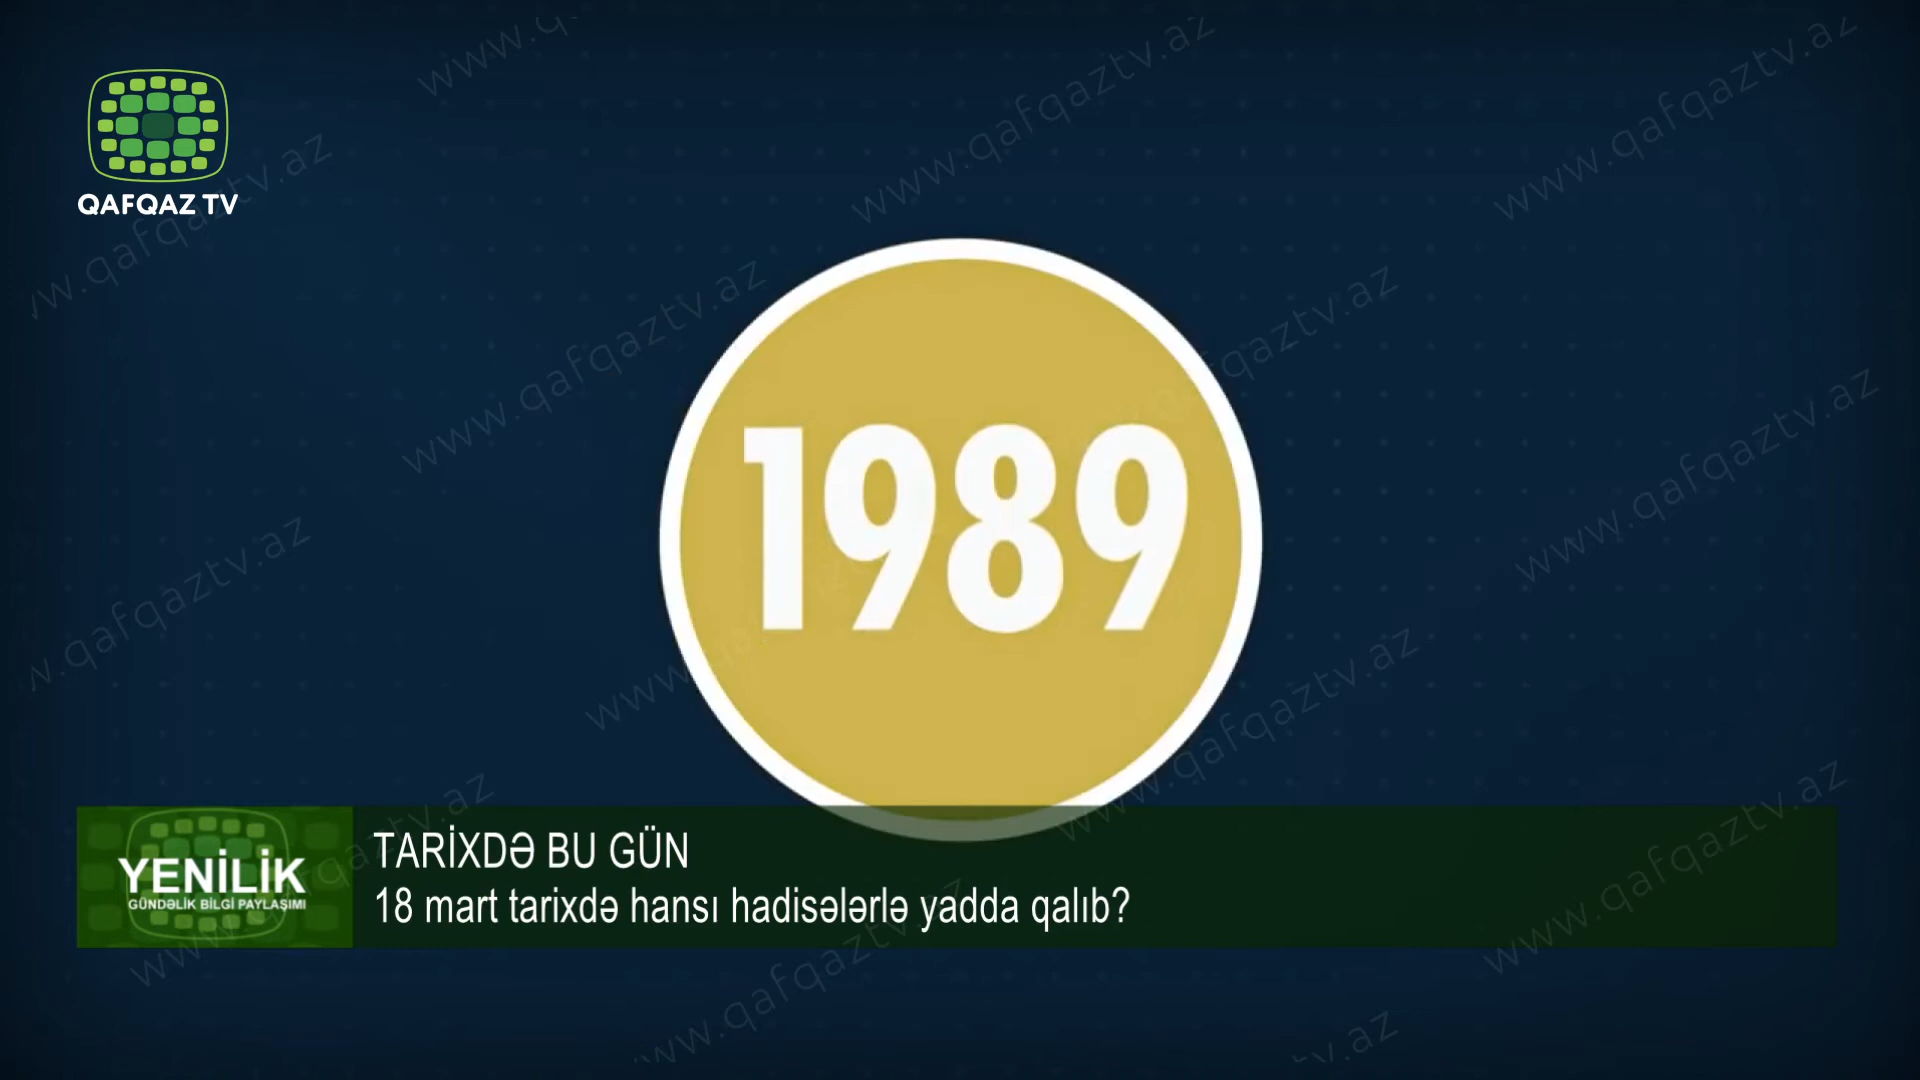 QAFQAZ TV
1989
YENİLİK
GÜNDƏLİK BİLGİ PAYLAŞIMI
TARİXDƏ BU GÜN
18 mart tarixdə hansı hadisələrlə yadda qalıb?
www.qafqaztv.az